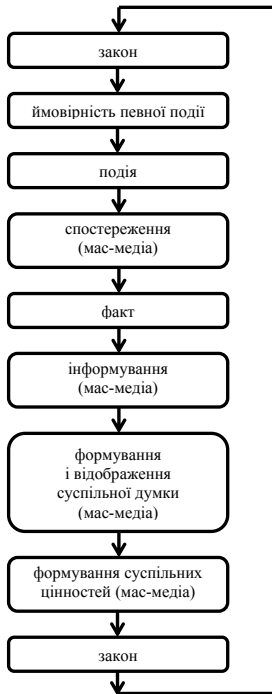 закон
ймовірність певної події
подія
спостереження
(мас-медіа)
факт
інформування
(мас-медіа)
формування
і відображення
суспільної думки
(мас-медіа)
формування суспільних
цінностей (мас-медіа)
закон